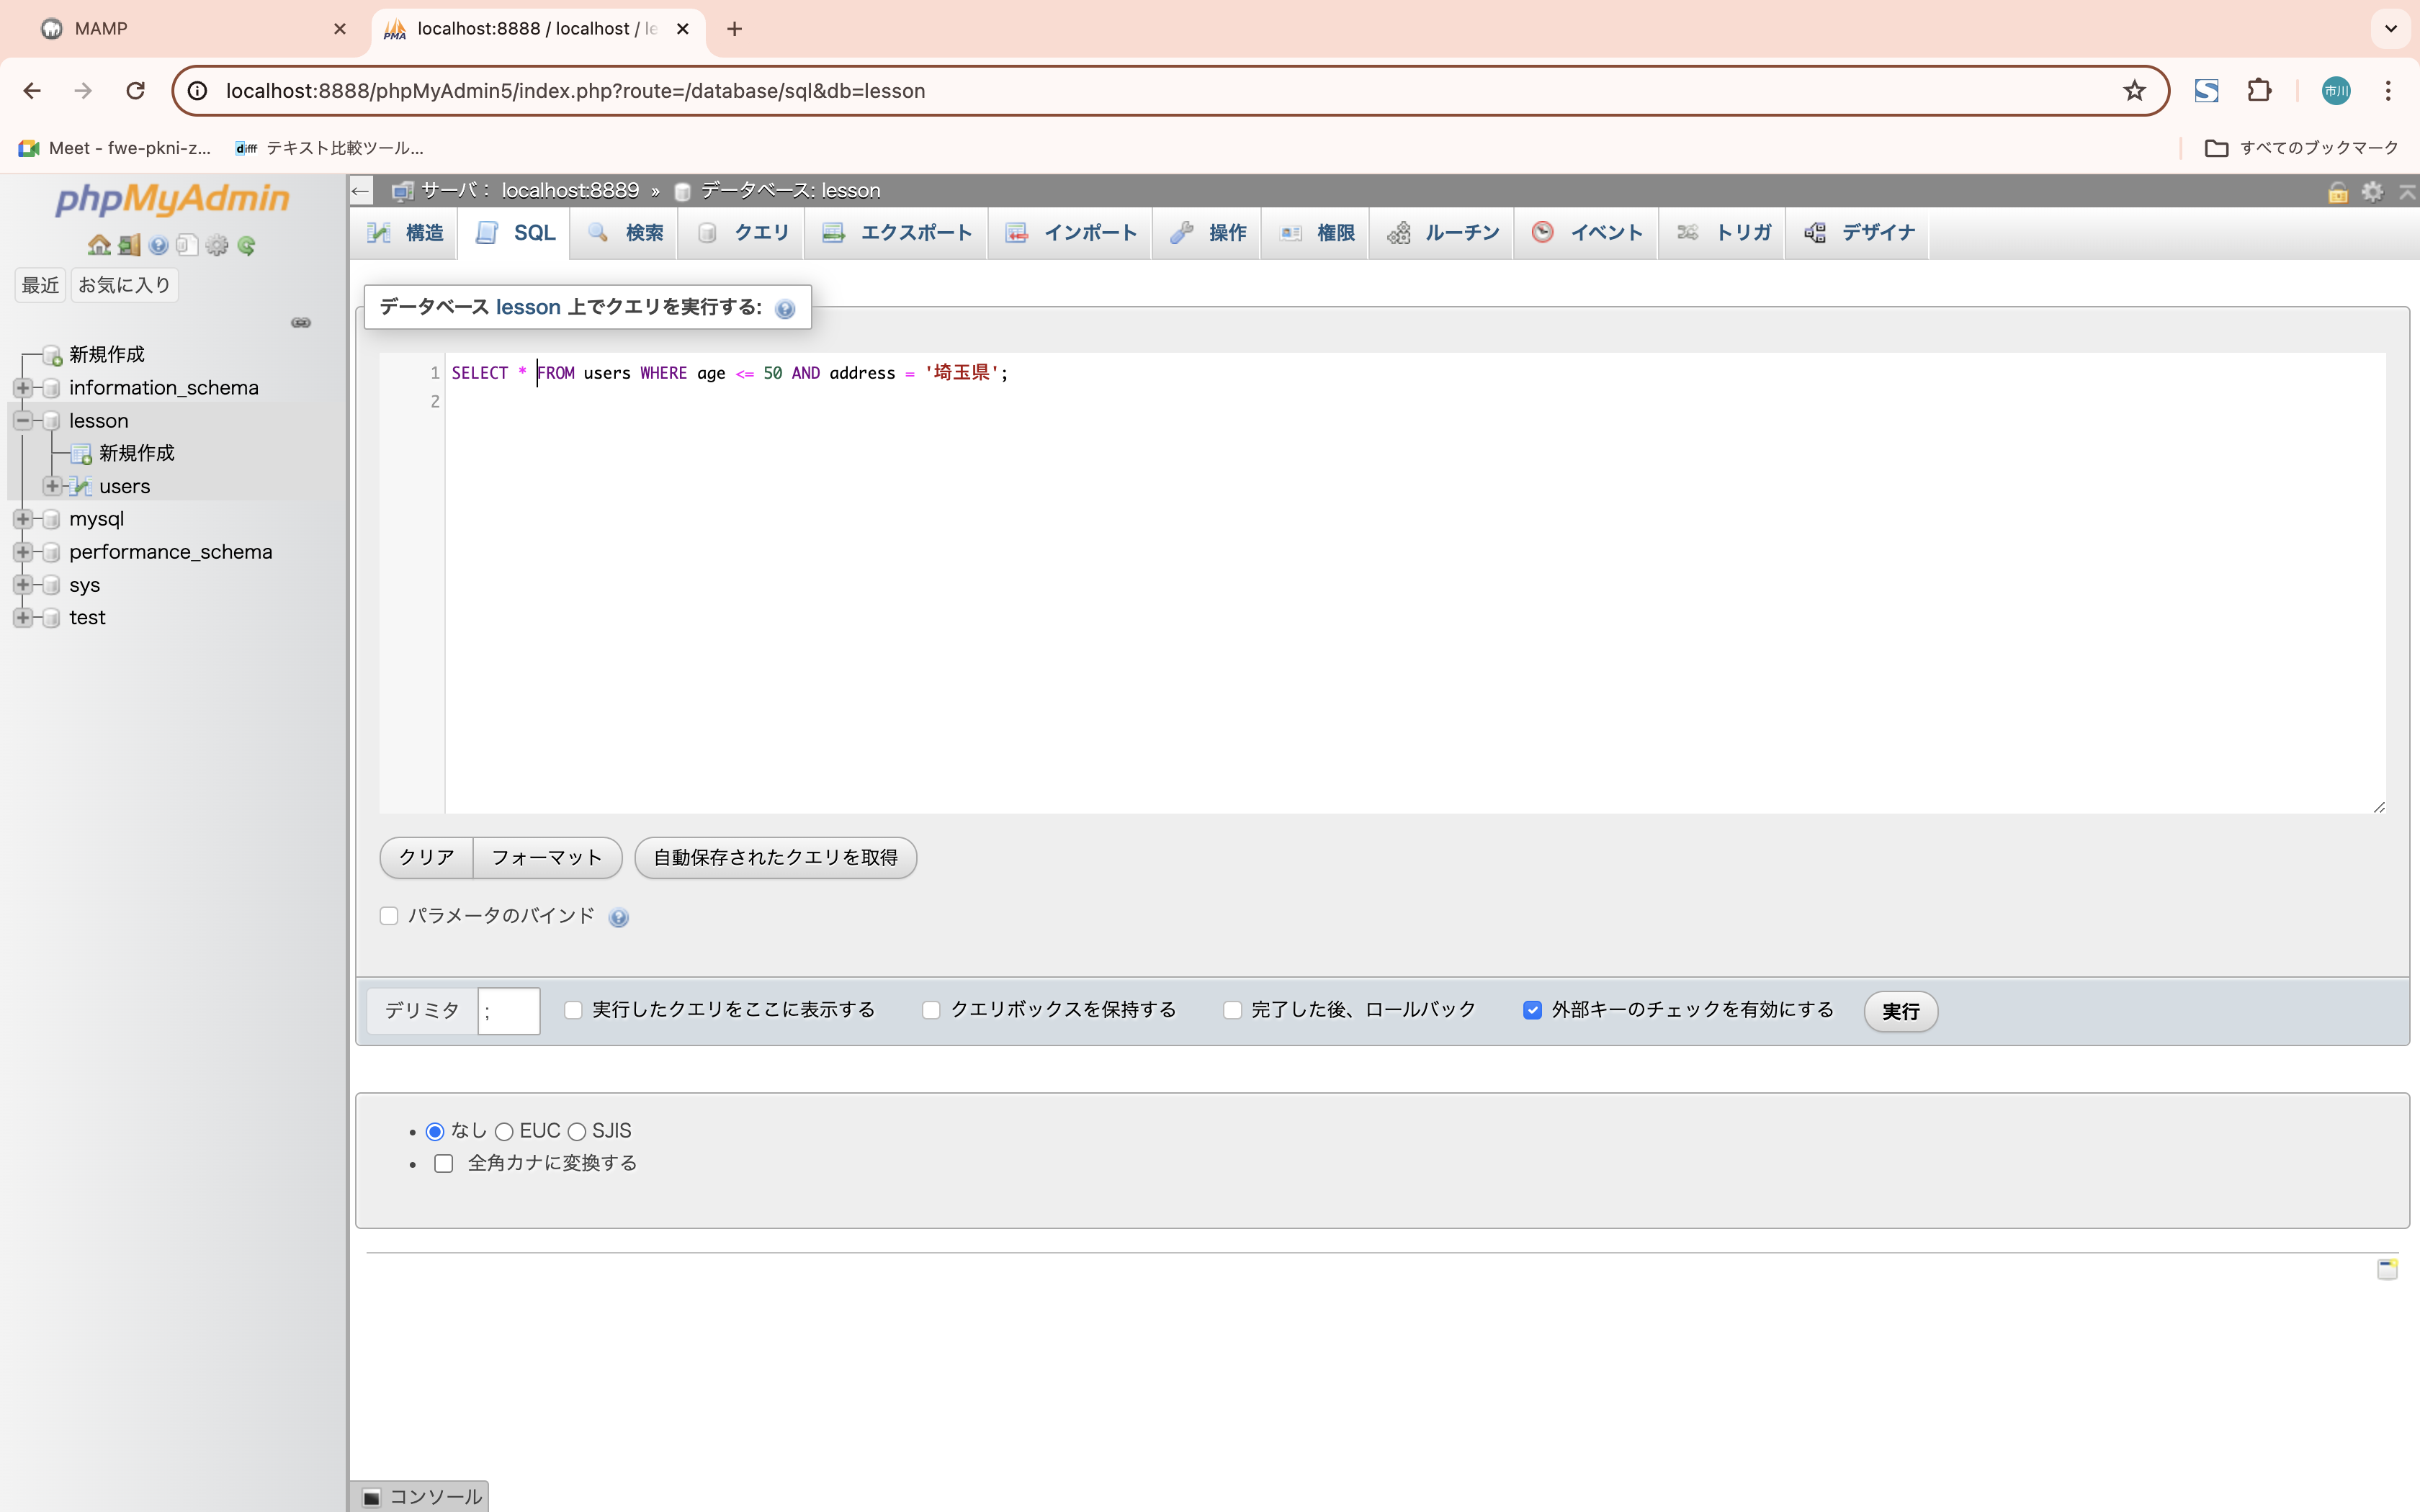 MAMP
localhost:8888 / localhost / le
localhost:8888/phpMyAdmin5/index.php?route=/database/sql&db=lesson
市川
Meet - fwe-pkni-z...
diff テキスト比較ツール...
すべてのブックマーク
phpMyAdmin
サーバ: localhost:8889 » データベース: lesson
構造 SQL 検索 クエリ エクスポート インポート 操作 権限 ルーチン イベント トリガ デザイナ
最近 お気に入り
新規作成
information_schema
lesson
新規作成
users
mysql
performance_schema
sys
test
データベース lesson 上でクエリを実行する:
1 SELECT * FROM users WHERE age <= 50 AND address = '埼玉県';
2
クリア フォーマット 自動保存されたクエリを取得
パラメータのバインド
デリミタ ; 実行したクエリをここに表示する クエリボックスを保持する 完了した後、ロールバック 外部キーのチェックを有効にする 実行
• なし EUC SJIS
• 全角カナに変換する
コンソール